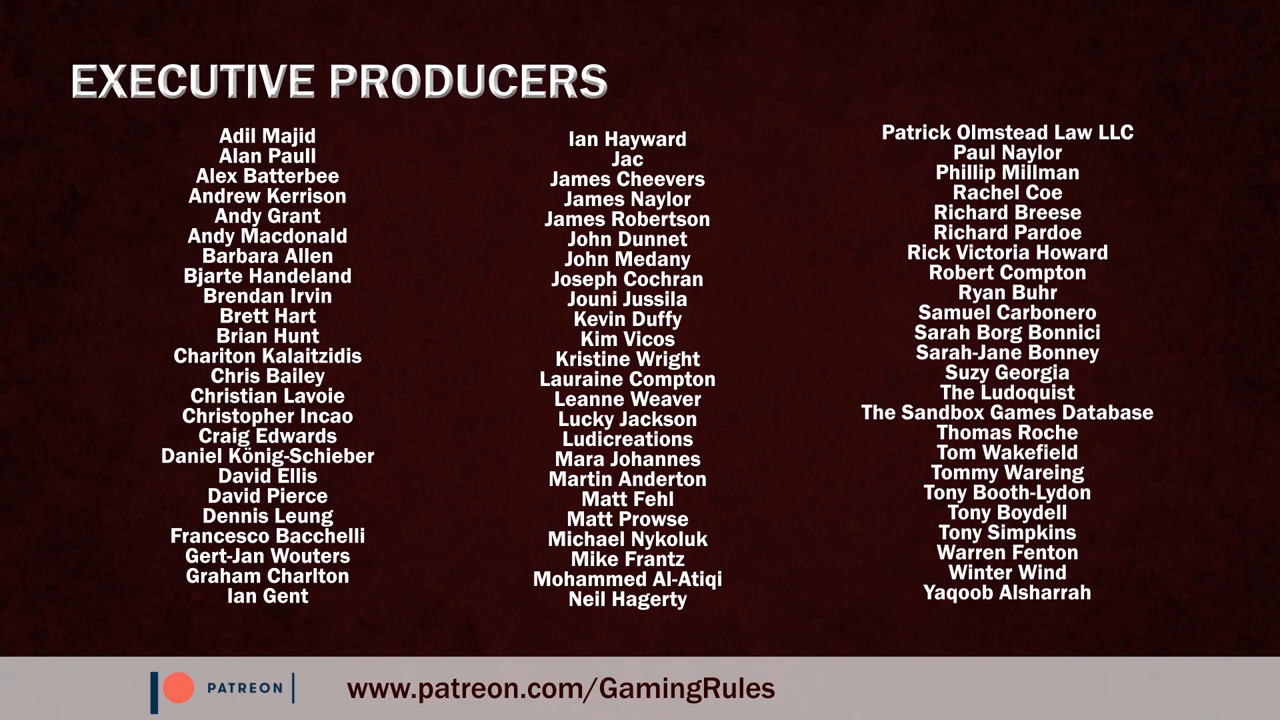 EXECUTIVE PRODUCERS
Adil Majid
Alan Paull
Alex Batterbee
Andrew Kerrison
Andy Grant
Andy Macdonald
Barbara Allen
Bjarte Handeland
Brendan Irvin
Brett Hart
Brian Hunt
Chariton Kalaitzidis
Chris Bailey
Christian Lavoie
Christopher Incao
Craig Edwards
Daniel König-Schieber
David Ellis
David Pierce
Dennis Leung
Francesco Bacchelli
Gert-Jan Wouters
Graham Charlton
Ian Gent
Ian Hayward
Jac
James Cheevers
James Naylor
James Robertson
John Dunnet
John Medany
Joseph Cochran
Jouni Jussila
Kevin Duffy
Kim Vicos
Kristine Wright
Lauraine Compton
Leanne Weaver
Lucky Jackson
Ludicreations
Mara Johannes
Martin Anderton
Matt Fehl
Matt Prowse
Michael Nykoluk
Mike Frantz
Mohammed Al-Atiqi
Neil Hagerty
Patrick Olmstead Law LLC
Paul Naylor
Phillip Millman
Rachel Coe
Richard Breese
Richard Pardoe
Rick Victoria Howard
Robert Compton
Ryan Buhr
Samuel Carbonero
Sarah Borg Bonnici
Sarah-Jane Bonney
Suzy Georgia
The Ludoquist
The Sandbox Games Database
Thomas Roche
Tom Wakefield
Tommy Wareing
Tony Booth-Lydon
Tony Boydell
Tony Simpkins
Warren Fenton
Winter Wind
Yaqoob Alsharrah
PATREON
www.patreon.com/GamingRules